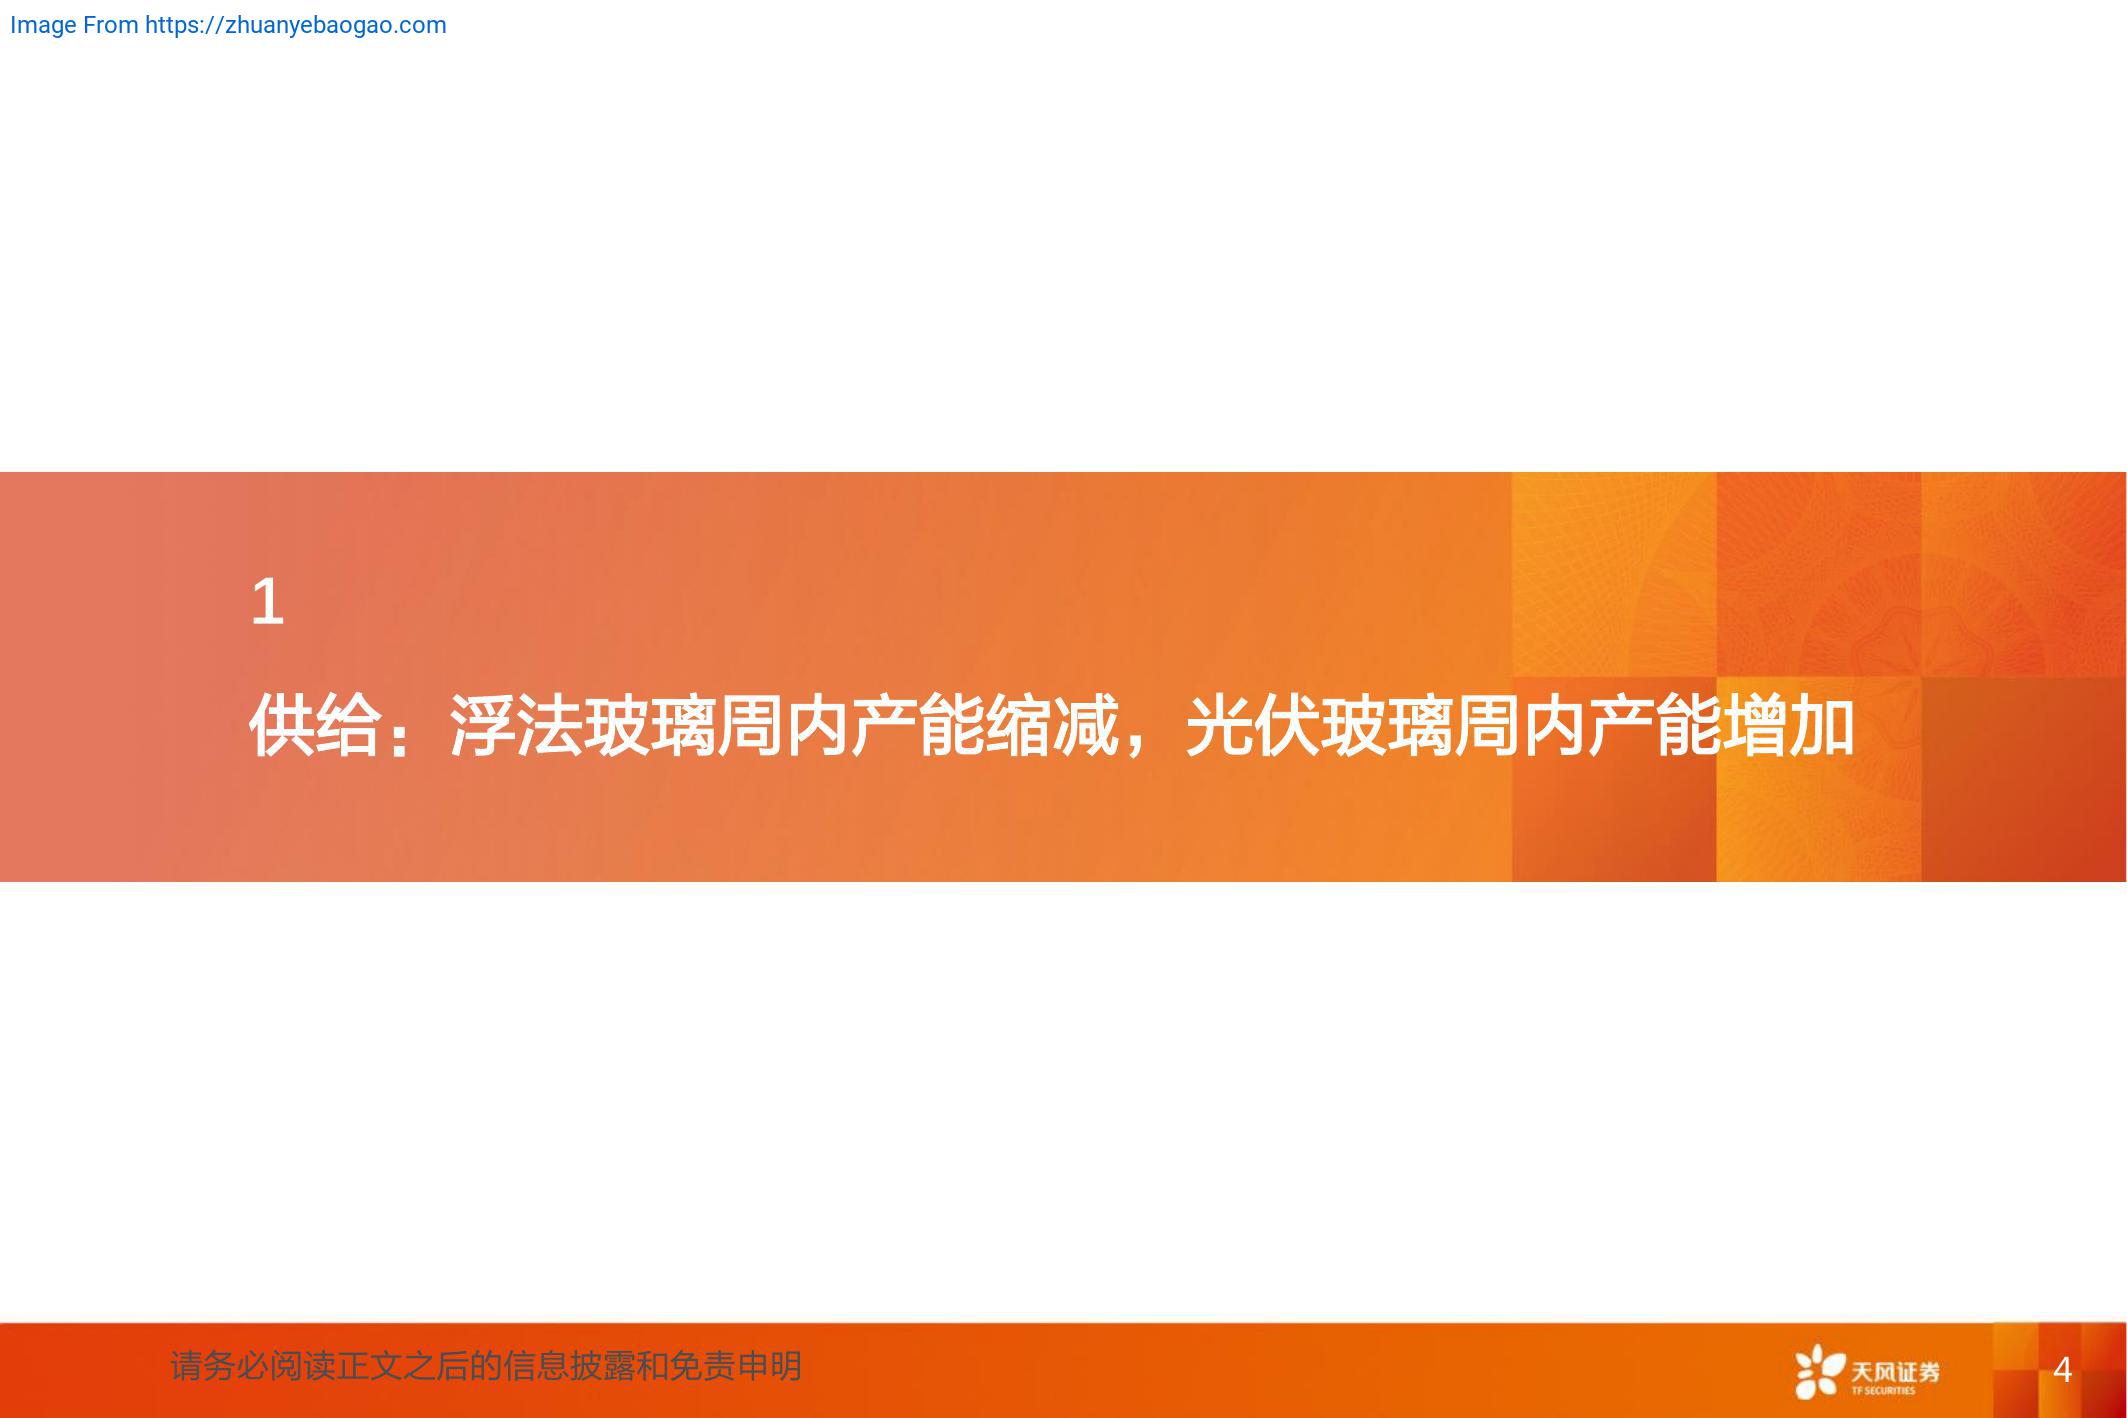 Image From https://zhuanyebaogao.com
1
供给：浮法玻璃周内产能缩减，光伏玻璃周内产能增加
请务必阅读正文之后的信息披露和免责申明
天风证券
TF SECURITIES
4